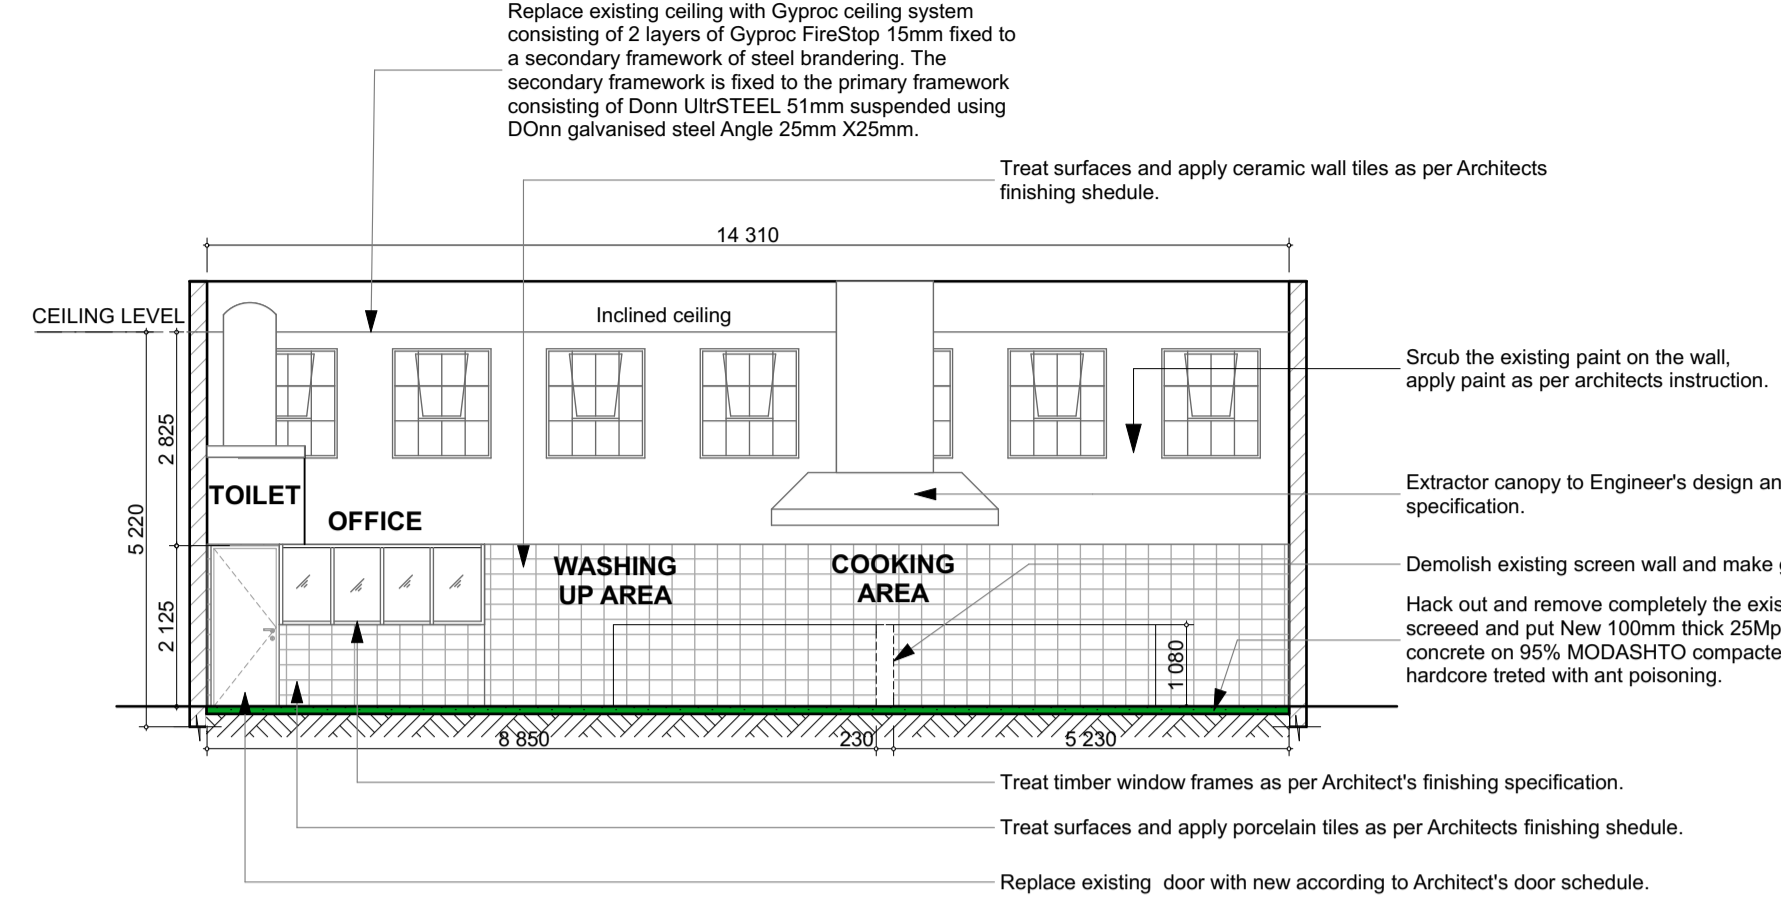 Replace existing ceiling with Gyproc ceiling system
consisting of 2 layers of Gyproc FireStop 15mm fixed to
a secondary framework of steel brandering. The
secondary framework is fixed to the primary framework
consisting of Donn UltrSTEEL 51mm suspended using
DOnn galvanised steel Angle 25mm X25mm.
Treat surfaces and apply ceramic wall tiles as per Architects
finishing shedule.
14 310
CEILING LEVEL
Inclined ceiling
Srcub the existing paint on the wall,
apply paint as per architects instruction.
2 825
5 220
2 125
TOILET
OFFICE
Extractor canopy to Engineer's design an
specification.
WASHING
UP AREA
COOKING
AREA
Demolish existing screen wall and make
Hack out and remove completely the exis
screeed and put New 100mm thick 25Mp
concrete on 95% MODASHTO compacte
hardcore treted with ant poisoning.
1 080
8 850
230
5 230
Treat timber window frames as per Architect's finishing specification.
Treat surfaces and apply porcelain tiles as per Architects finishing shedule.
Replace existing  door with new according to Architect's door schedule.